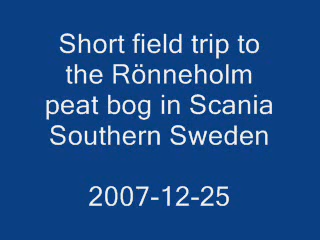 Short field trip to
the Rönneholm
peat bog in Scania
Southern Sweden
2007-12-25